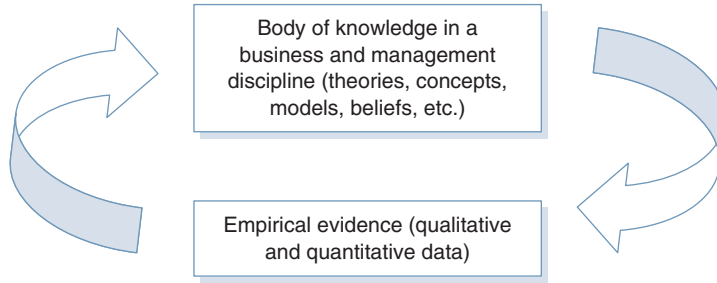 Body of knowledge in a
business and management
discipline (theories, concepts,
models, beliefs, etc.)
Empirical evidence (qualitative
and quantitative data)